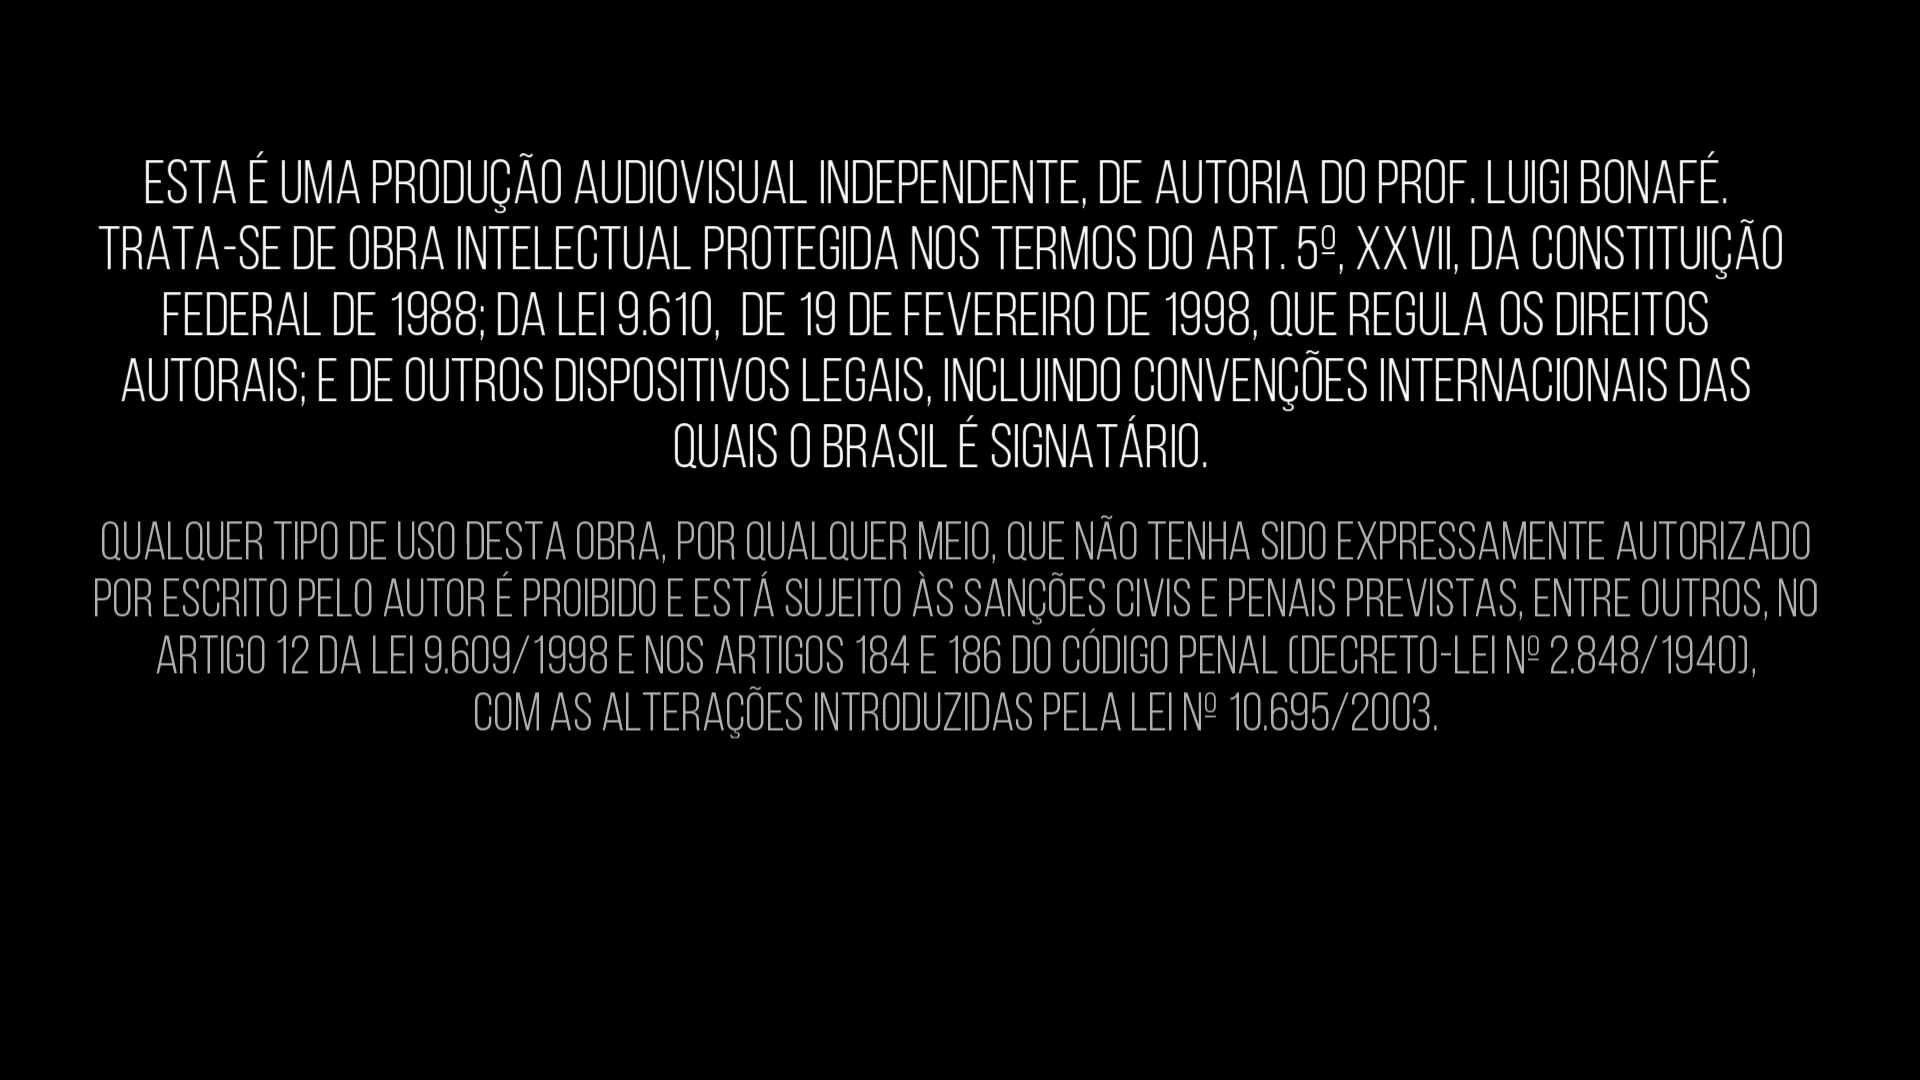 ESTA É UMA PRODUÇÃO AUDIOVISUAL INDEPENDENTE, DE AUTORIA DO PROF. LUIGI BONAFÉ.
TRATA-SE DE OBRA INTELECTUAL PROTEGIDA NOS TERMOS DO ART. 5º, XXVII, DA CONSTITUIÇÃO
FEDERAL DE 1988; DA LEI 9.610, DE 19 DE FEVEREIRO DE 1998, QUE REGULA OS DIREITOS
AUTORAIS; E DE OUTROS DISPOSITIVOS LEGAIS, INCLUINDO CONVENÇÕES INTERNACIONAIS DAS
QUAIS O BRASIL É SIGNATÁRIO.
QUALQUER TIPO DE USO DESTA OBRA, POR QUALQUER MEIO, QUE NÃO TENHA SIDO EXPRESSAMENTE AUTORIZADO
POR ESCRITO PELO AUTOR É PROIBIDO E ESTÁ SUJEITO ÀS SANÇÕES CIVIS E PENAIS PREVISTAS, ENTRE OUTROS, NO
ARTIGO 12 DA LEI 9.609/1998 E NOS ARTIGOS 184 E 186 DO CÓDIGO PENAL (DECRETO-LEI Nº 2.848/1940),
COM AS ALTERAÇÕES INTRODUZIDAS PELA LEI Nº 10.695/2003.